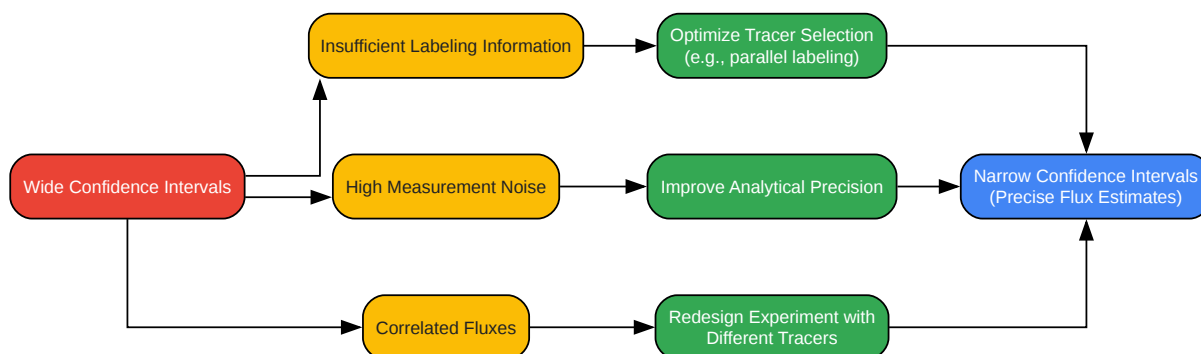 Insufficient Labeling Information
Optimize Tracer Selection
(e.g., parallel labeling)
Wide Confidence Intervals
High Measurement Noise
Improve Analytical Precision
Narrow Confidence Intervals
(Precise Flux Estimates)
Correlated Fluxes
Redesign Experiment with
Different Tracers